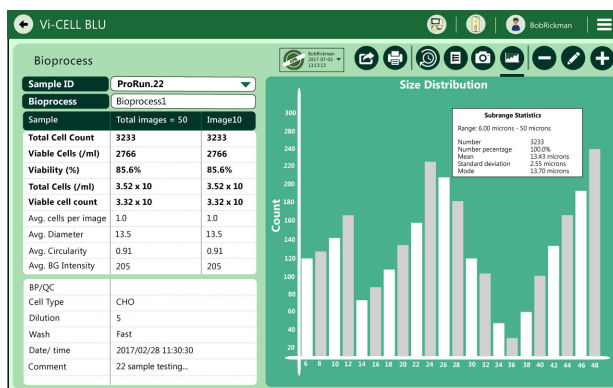 Vi-CELL BLU
BobRickman
Bioprocess
BobRickman
2017-07-03
13:13:13
Sample ID ProRun.22
Bioprocess Bioprocess1
Sample Total images = 50 Image10
Total Cell Count 3233 3233
Viable Cells (/ml) 2766 2766
Viability (%) 85.6% 85.6%
Total Cells (/ml) 3.52 x 10 3.52 x 10
Viable cell count 3.32 x 10 3.32 x 10
Avg. cells per image 1.0 1.0
Avg. Diameter 13.5 13.5
Avg. Circularity 0.91 0.91
Avg. BG Intensity 205 205
BP/QC
Cell Type CHO
Dilution 5
Wash Fast
Date/ time 2017/02/28 11:30:30
Comment 22 sample testing...
Size Distribution
Subrange Statistics
Range: 6.00 microns - 50 microns
Number 3233
Number pecentage 100.0%
Mean 13.43 microns
Standard deviation 2.55 microns
Mode 13.70 microns
Count
300
280
260
240
220
200
180
160
140
120
100
80
60
40
20
6 8 10 12 14 16 18 20 22 24 26 28 30 32 34 36 38 40 42 44 46 48